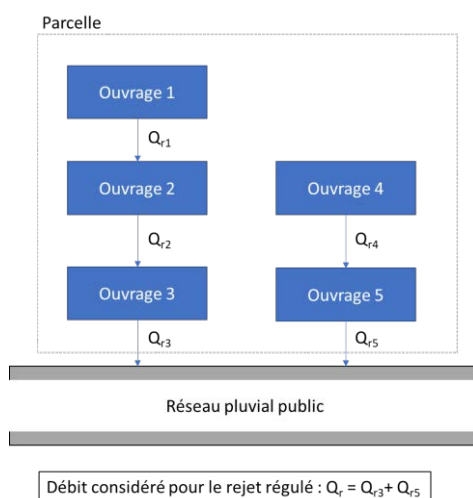 Parcelle
Ouvrage 1
Qr1
Ouvrage 2
Ouvrage 4
Qr2
Qr4
Ouvrage 3
Ouvrage 5
Qr3
Qr5
Réseau pluvial public
Débit considéré pour le rejet régulé : Qr = Qr3+ Qr5